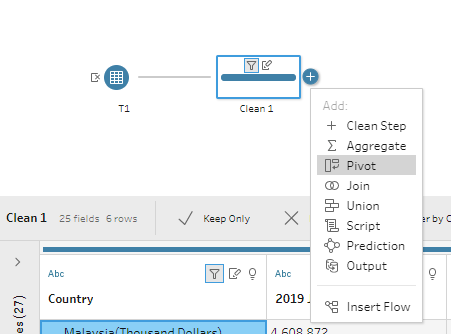 T1
Clean 1
Add:
Clean Step
Aggregate
Pivot
Join
Union
Script
Prediction
Output
Insert Flow
Clean 1 25 fields 6 rows Keep Only er by
es (27)
Abc Abc
Country 2019 J
Malaysia(Thousand Dollars) 4,608,872